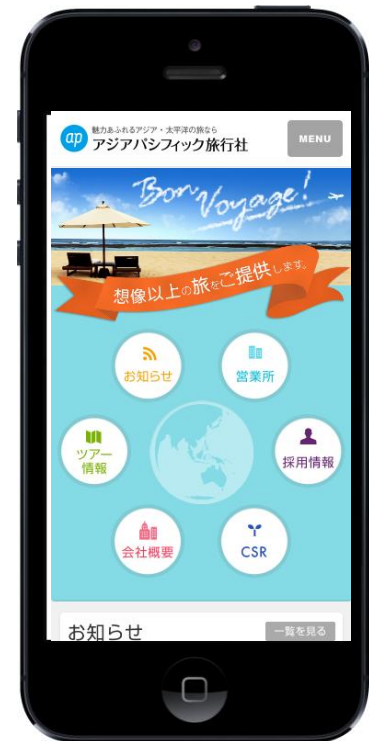 ap
魅力あふれるアジア・太平洋の旅なら
アジアパシフィック旅行社
MENU
Bon Voyage!
想像以上の旅をご提供します。
お知らせ
営業所
ツアー
情報
採用情報
会社概要
CSR
お知らせ
一覧を見る